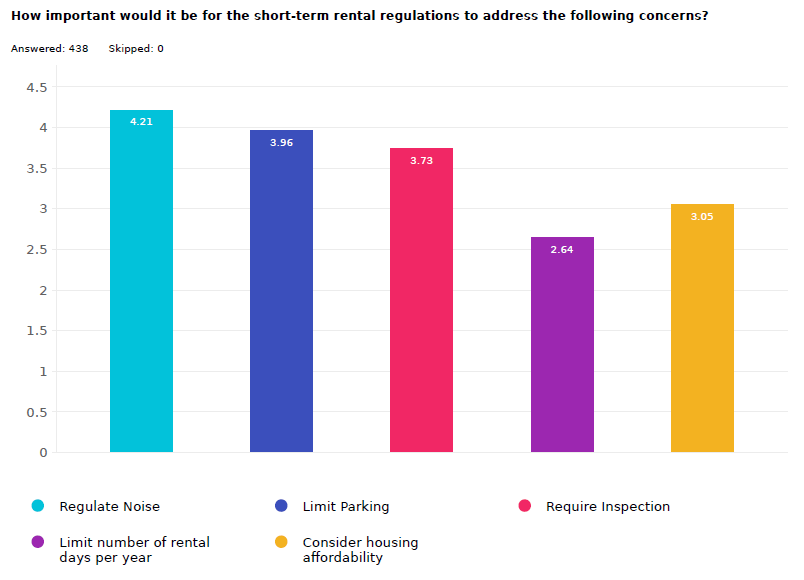 How important would it be for the short-term rental regulations to address the following concerns?
Answered: 438 Skipped: 0
4.5
4
3.5
3
2.5
2
1.5
1
0.5
0
4.21
3.96
3.73
2.64
3.05
Regulate Noise
Limit Parking
Require Inspection
Limit number of rental
days per year
Consider housing
affordability